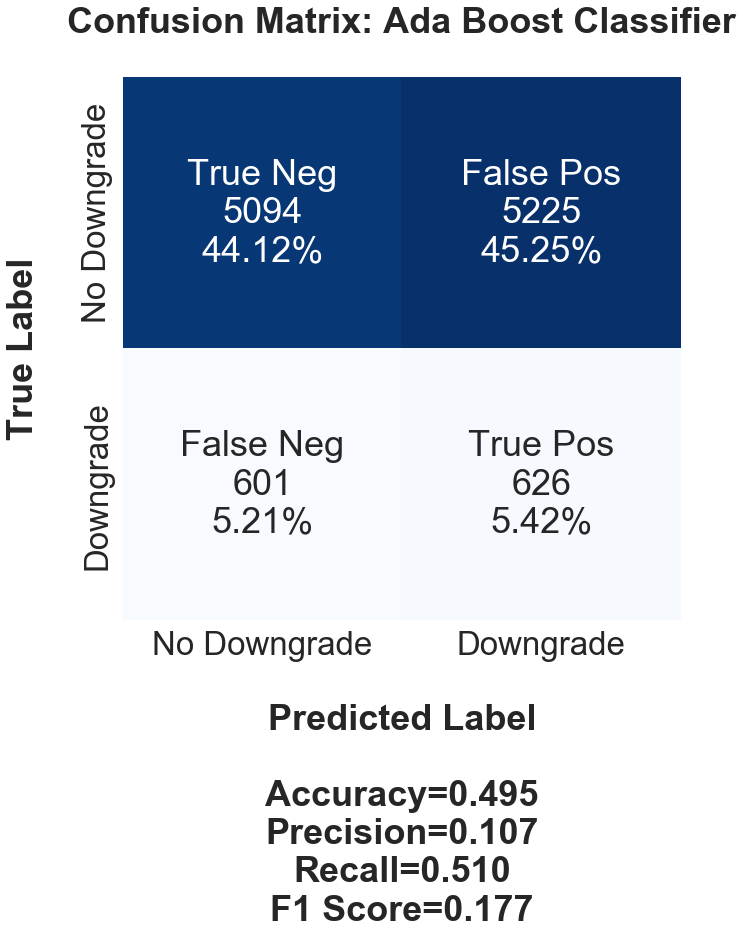 Confusion Matrix: Ada Boost Classifier
True Label
No Downgrade
True Neg
5094
44.12%
False Pos
5225
45.25%
Downgrade
False Neg
601
5.21%
True Pos
626
5.42%
No Downgrade
Downgrade
Predicted Label
Accuracy=0.495
Precision=0.107
Recall=0.510
F1 Score=0.177